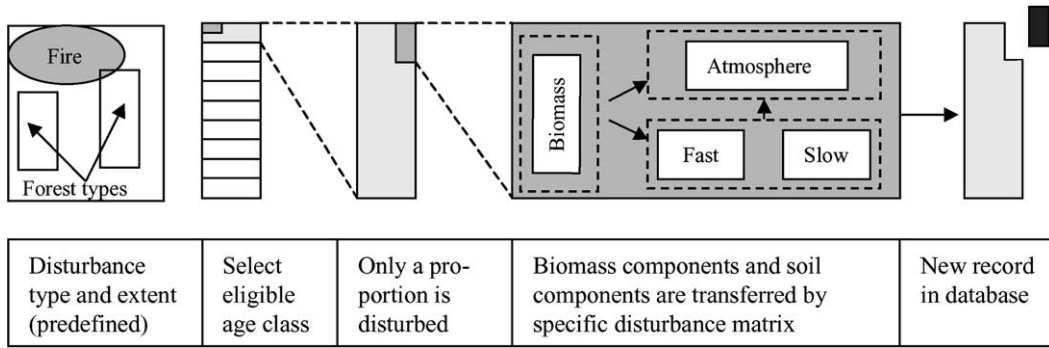 Fire
Forest types
Biomass
Atmosphere
Fast
Slow
Disturbance
type and extent
(predefined)
Select
eligible
age class
Only a pro-
portion is
disturbed
Biomass components and soil
components are transferred by
specific disturbance matrix
New record
in database